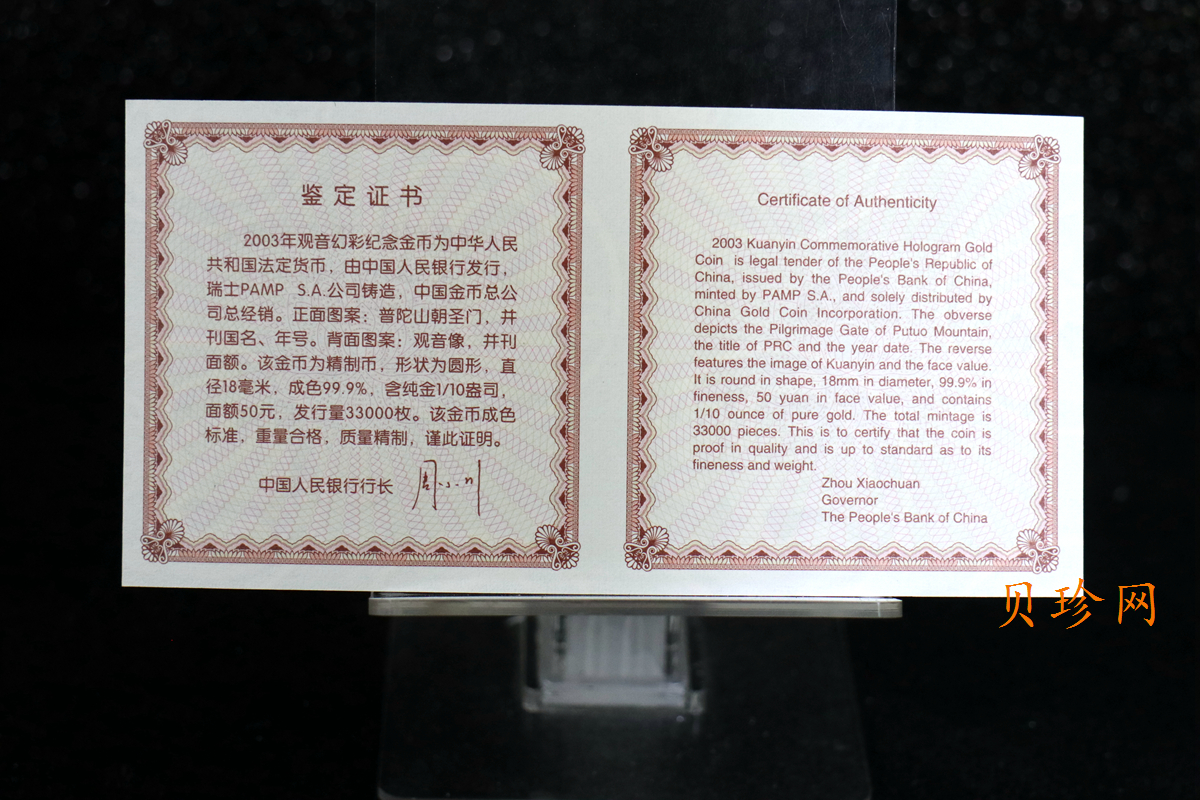 鉴定证书
2003年观音幻彩纪念金币为中华人民
共和国法定货币，由中国人民银行发行，
瑞士PAMP S.A.公司铸造，中国金币总公
司总经销。正面图案：普陀山朝圣门，并
刊国名、年号。背面图案：观音像，并刊
面额。该金币为精制币，形状为圆形，直
径18毫米，成色99.9%，含纯金1/10盎司，
面额50元，发行量33000枚。该金币成色
标准，重量合格，质量精制，谨此证明。
中国人民银行行长 周小川
Certificate of Authenticity
2003 Kuanyin Commemorative Hologram Gold
Coin is legal tender of the People's Republic of
China, issued by the People's Bank of China,
minted by PAMP S.A., and solely distributed by
China Gold Coin Incorporation. The obverse
depicts the Pilgrimage Gate of Putuo Mountain,
the title of PRC and the year date. The reverse
features the image of Kuanyin and the face value.
It is round in shape, 18mm in diameter, 99.9% in
fineness, 50 yuan in face value, and contains
1/10 ounce of pure gold. The total mintage is
33000 pieces. This is to certify that the coin is
proof in quality and is up to standard as to its
fineness and weight.
Zhou Xiaochuan
Governor
The People's Bank of China
贝珍网